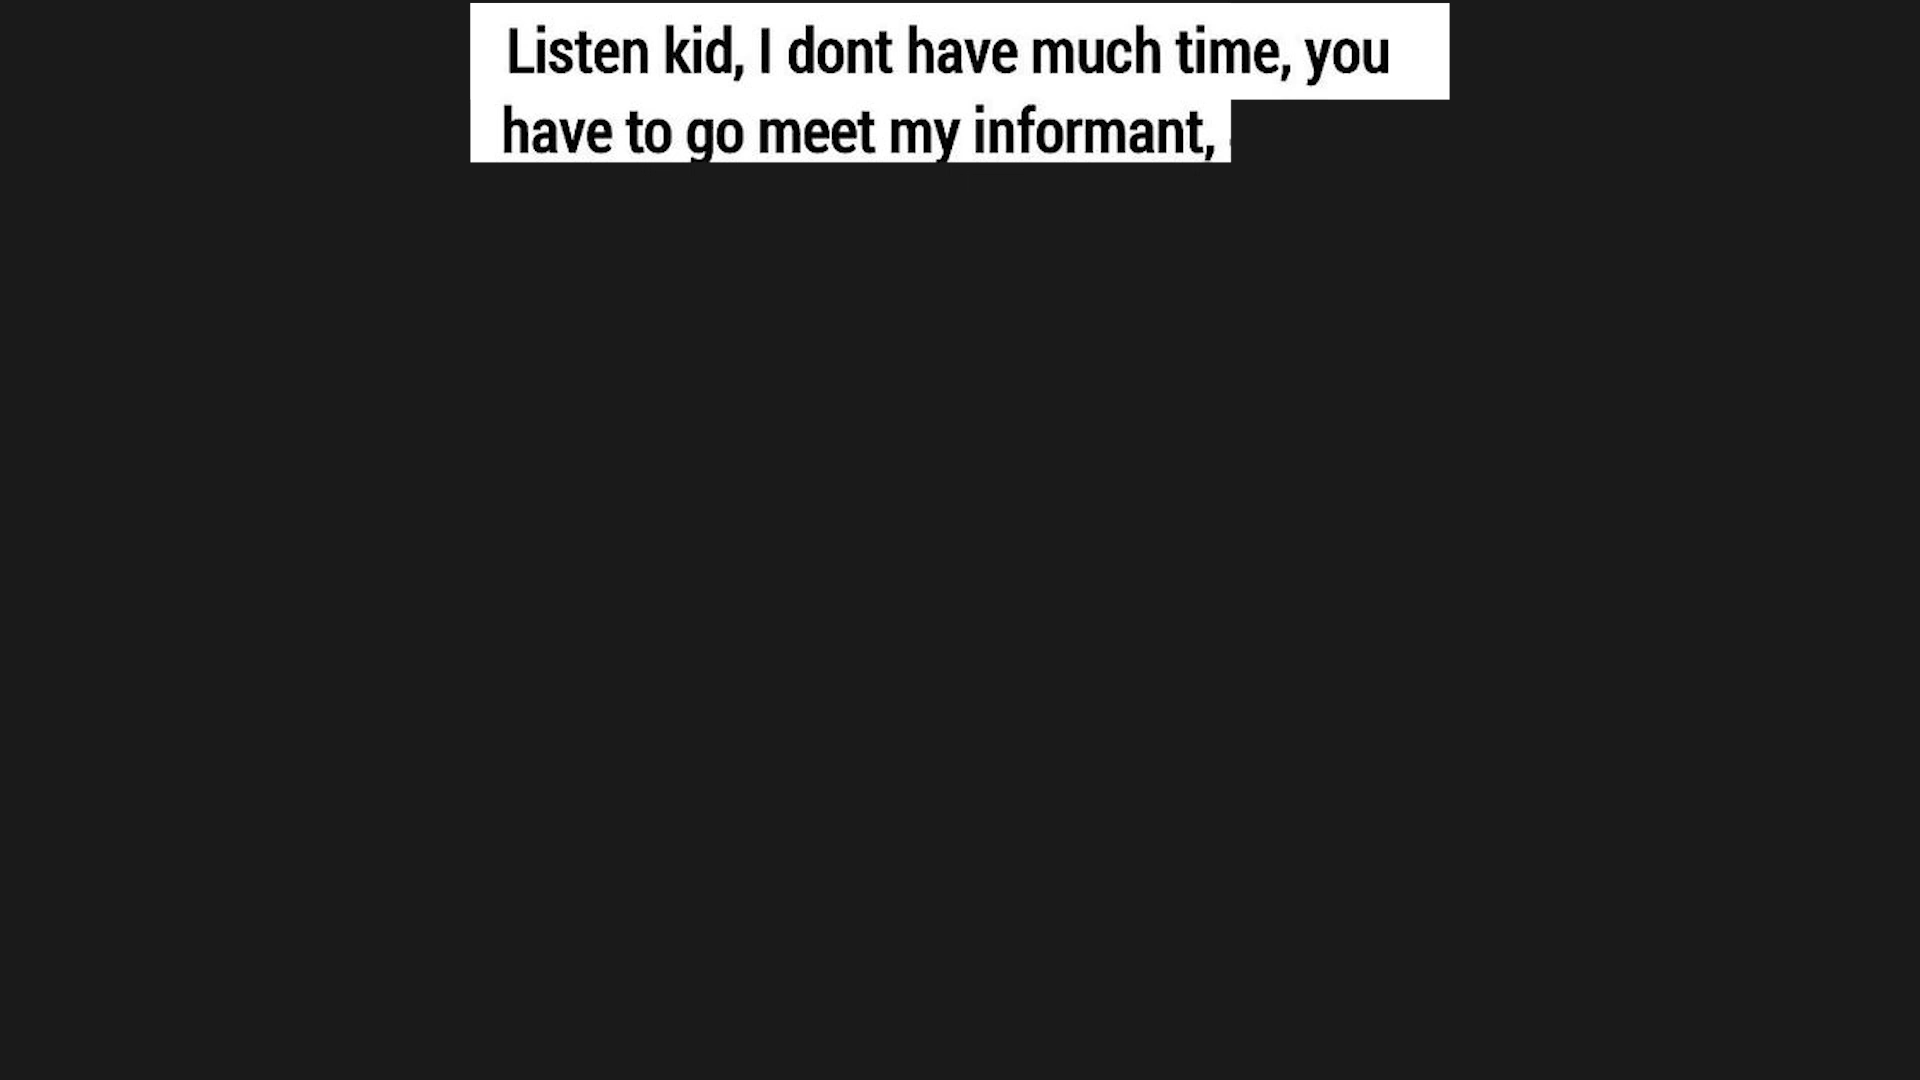 Listen kid, I dont have much time, you
have to go meet my informant,